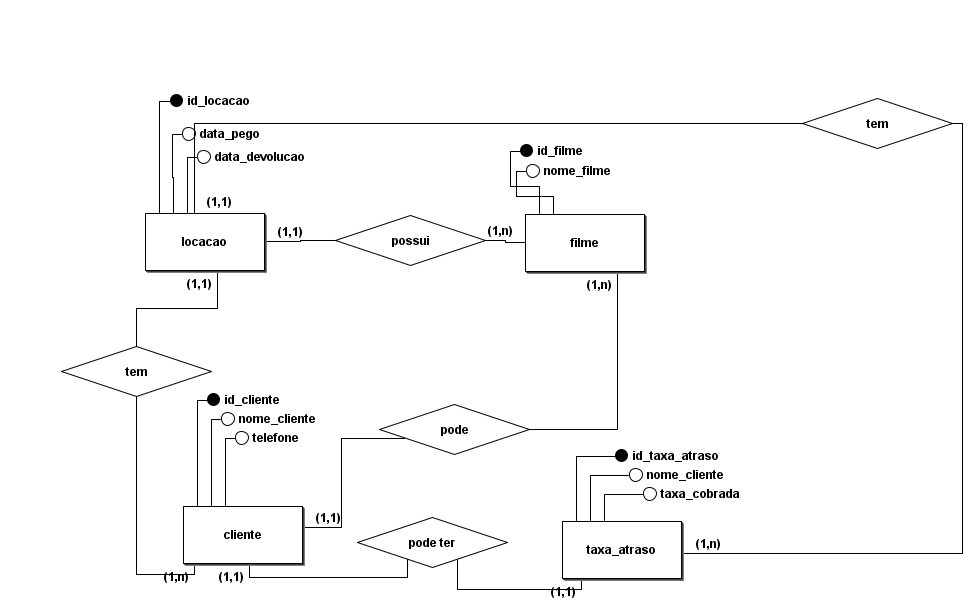 id_locacao
data_pego
data_devolucao
tem
id_filme
nome_filme
(1,1)
locacao
(1,1)
possui
(1,n)
filme
(1,1)
(1,n)
tem
id_cliente
nome_cliente
telefone
pode
id_taxa_atraso
nome_cliente
taxa_cobrada
(1,1)
cliente
pode ter
taxa_atraso
(1,n)
(1,n)
(1,1)
(1,1)